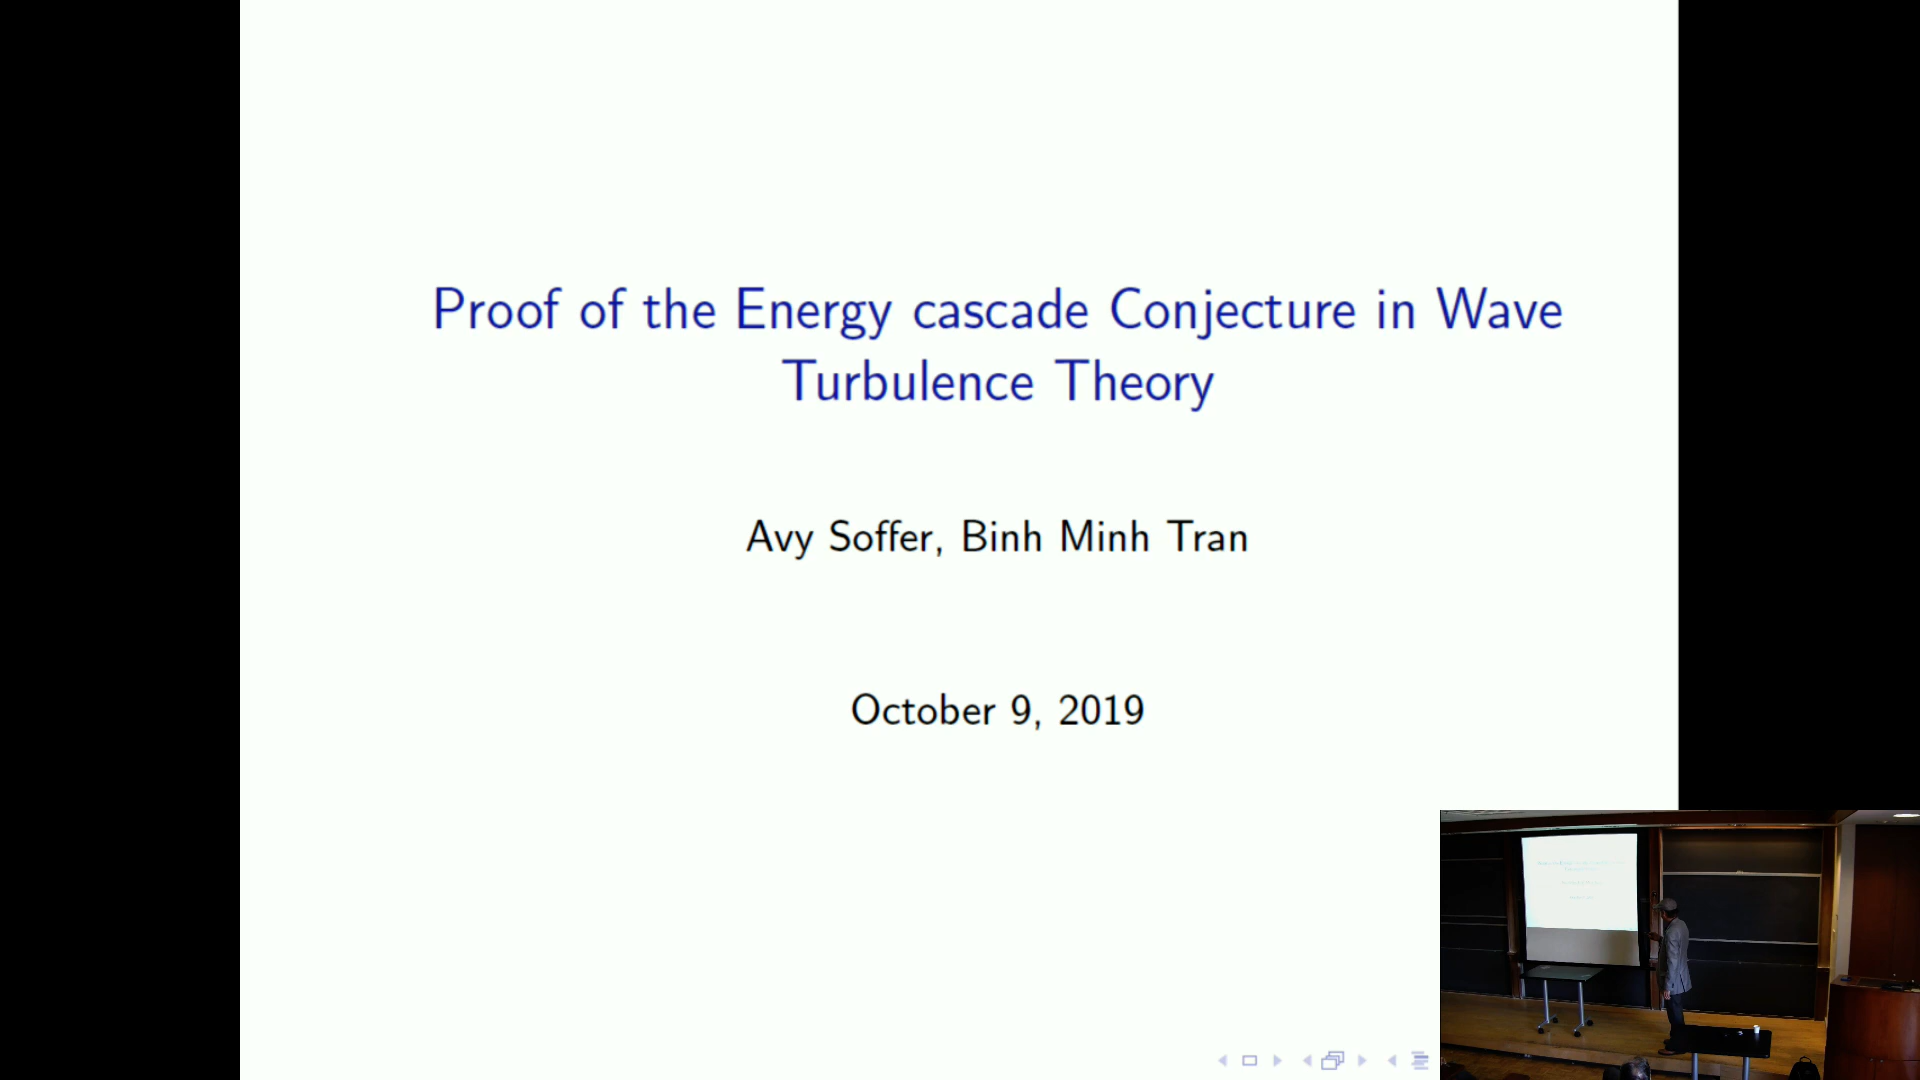 Proof of the Energy cascade Conjecture in Wave
Turbulence Theory
Avy Soffer, Binh Minh Tran
October 9, 2019